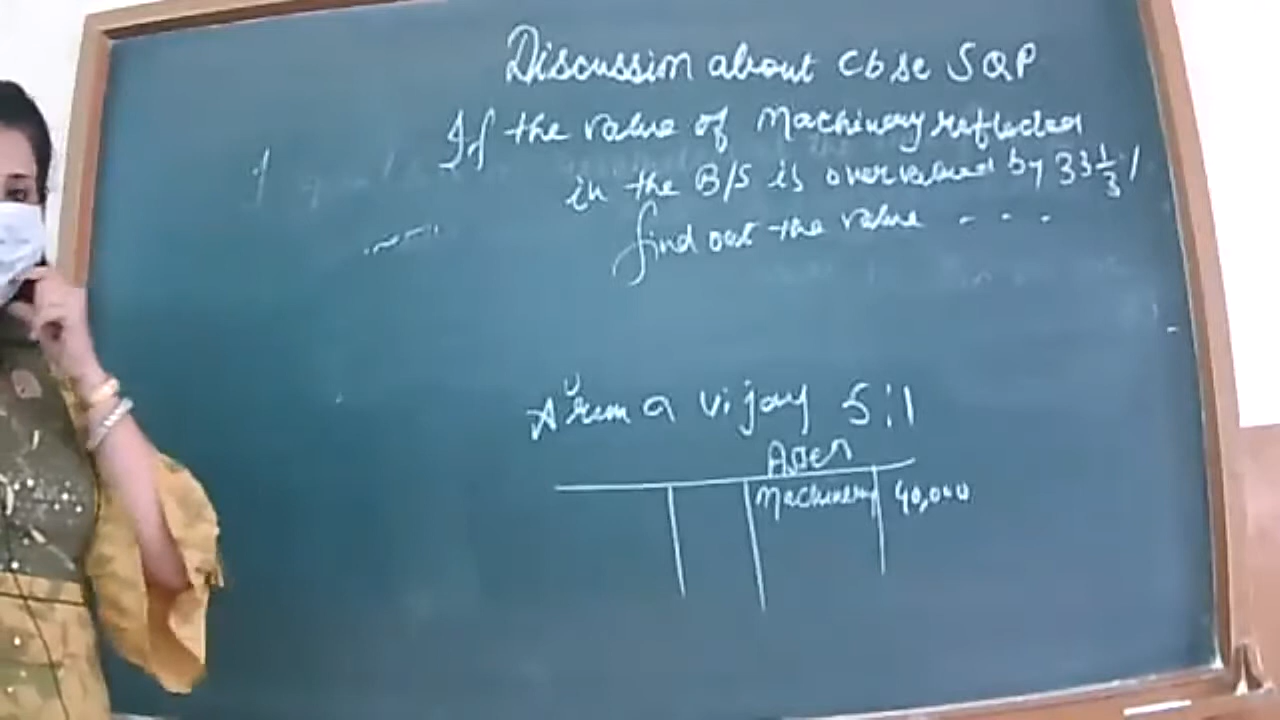 Discussion about Cbse SQP
If the value of Machinery reflected
in the B/S is overvalued by 33 1/3 %
find out the value - - -
Arun a Vijay 5:1
Asset
Machinery 40,000